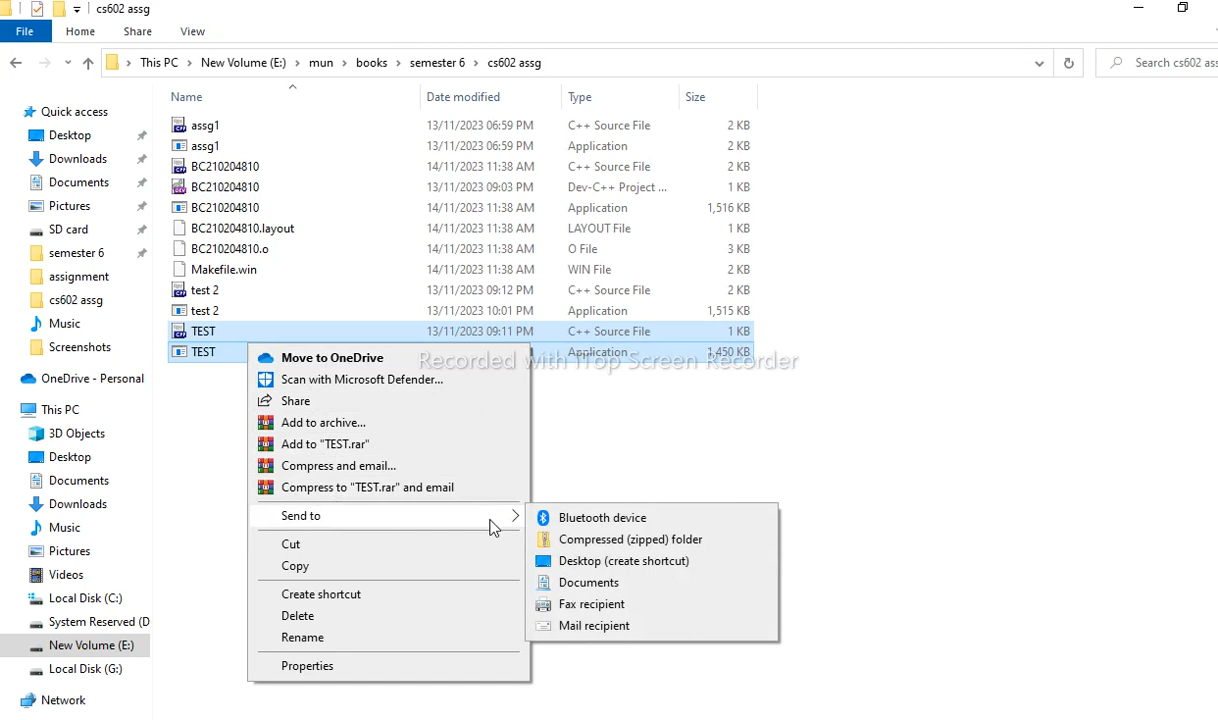 cs602 assg
File Home Share View
This PC New Volume (E:) mun books semester 6 cs602 assg
Search cs602 ass
Name Date modified Type Size
Quick access
Desktop
Downloads
Documents
Pictures
SD card
semester 6
assignment
cs602 assg
Music
Screenshots
OneDrive - Personal
This PC
3D Objects
Desktop
Documents
Downloads
Music
Pictures
Videos
Local Disk (C:)
System Reserved (D
New Volume (E:)
Local Disk (G:)
Network
assg1 13/11/2023 06:59 PM C++ Source File 2 KB
assg1 13/11/2023 06:59 PM Application 2 KB
BC210204810 14/11/2023 11:38 AM C++ Source File 2 KB
BC210204810 13/11/2023 09:03 PM Dev-C++ Project ... 1 KB
BC210204810 14/11/2023 11:38 AM Application 1,516 KB
BC210204810.layout 14/11/2023 11:38 AM LAYOUT File 1 KB
BC210204810.o 14/11/2023 11:38 AM O File 3 KB
Makefile.win 14/11/2023 11:38 AM WIN File 2 KB
test 2 13/11/2023 09:12 PM C++ Source File 2 KB
test 2 13/11/2023 10:01 PM Application 1,515 KB
TEST 13/11/2023 09:11 PM C++ Source File 1 KB
TEST Application 1,450 KB
Recorded with iTop Screen Recorder
Move to OneDrive
Scan with Microsoft Defender...
Share
Add to archive...
Add to "TEST.rar"
Compress and email...
Compress to "TEST.rar" and email
Send to
Cut
Copy
Create shortcut
Delete
Rename
Properties
Bluetooth device
Compressed (zipped) folder
Desktop (create shortcut)
Documents
Fax recipient
Mail recipient